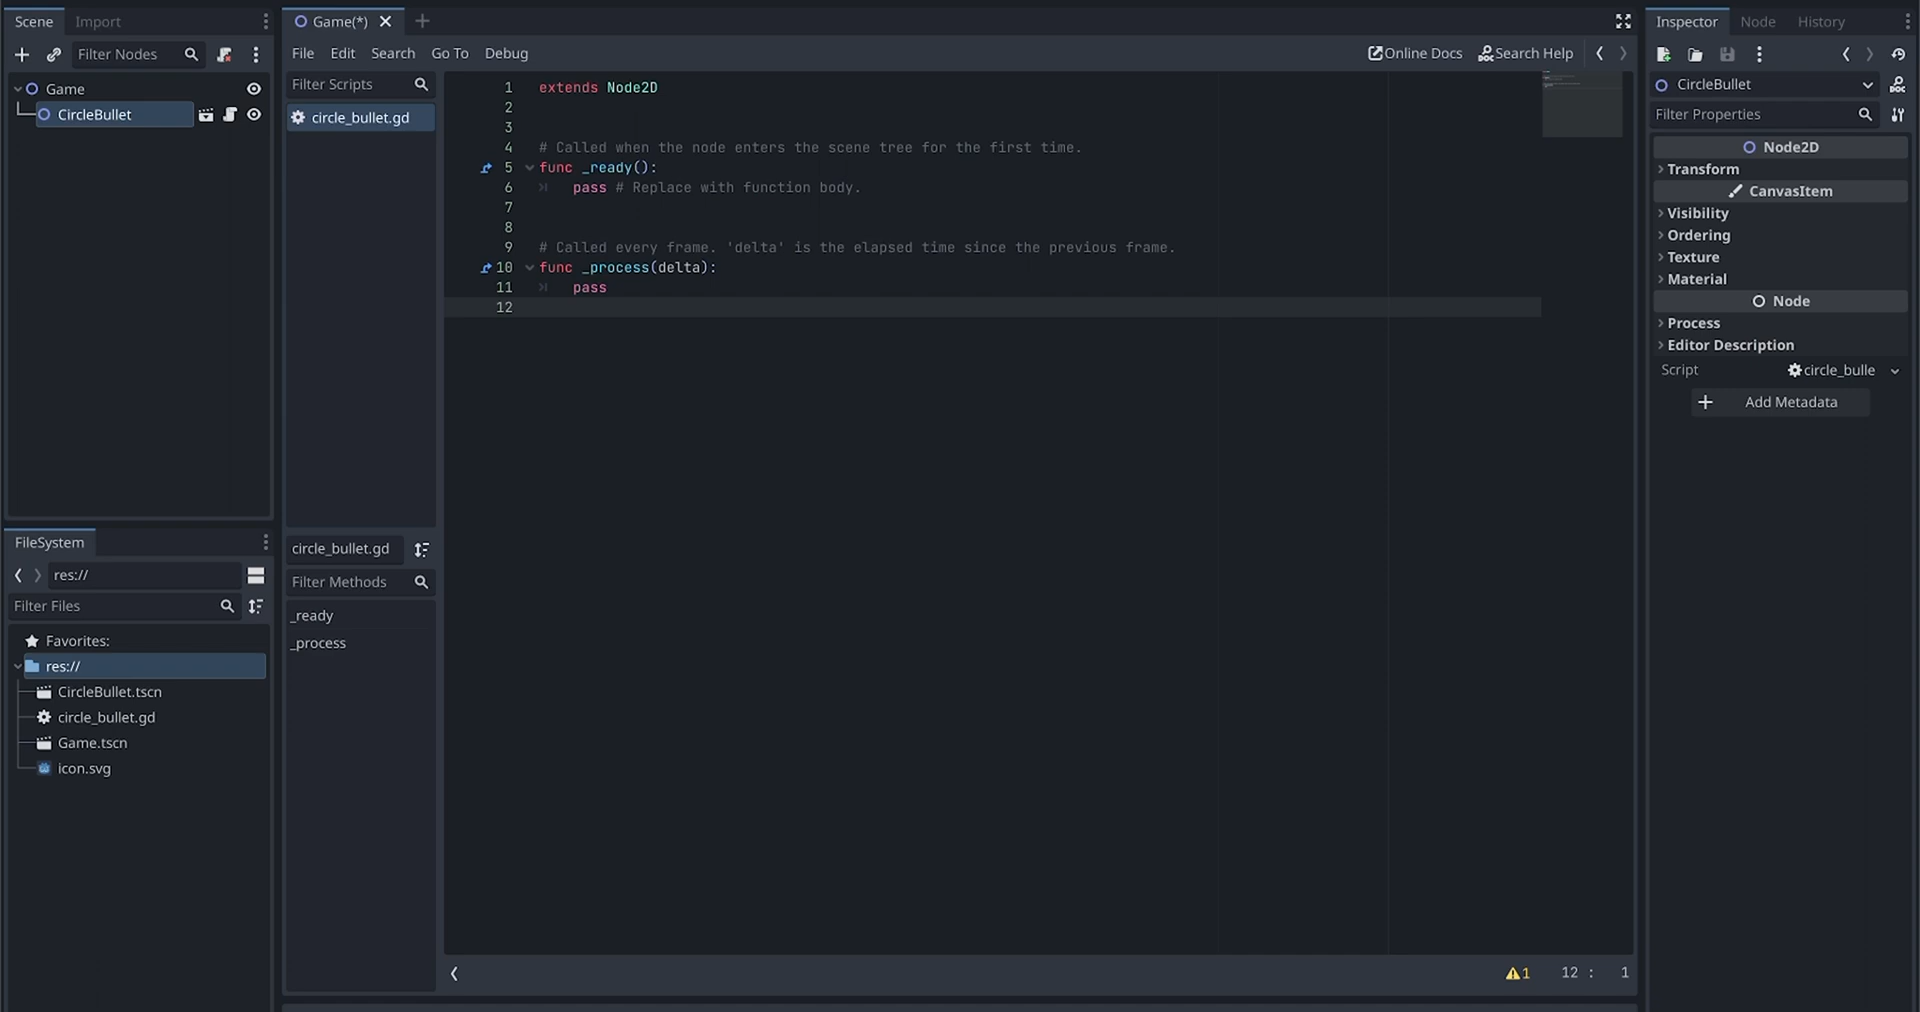 Scene
Import
Filter Nodes
Game
CircleBullet
FileSystem
res://
Filter Files
Favorites:
res://
CircleBullet.tscn
circle_bullet.gd
Game.tscn
icon.svg
Game(*)
File Edit Search Go To Debug
Online Docs
Search Help
Filter Scripts
circle_bullet.gd
circle_bullet.gd
Filter Methods
_ready
_process
1 extends Node2D
2
3
4 # Called when the node enters the scene tree for the first time.
5 func _ready():
6 pass # Replace with function body.
7
8
9 # Called every frame. 'delta' is the elapsed time since the previous frame.
10 func _process(delta):
11 pass
12
1
12 : 1
Inspector
Node
History
CircleBullet
Filter Properties
Node2D
Transform
CanvasItem
Visibility
Ordering
Texture
Material
Node
Process
Editor Description
Script circle_bulle
Add Metadata